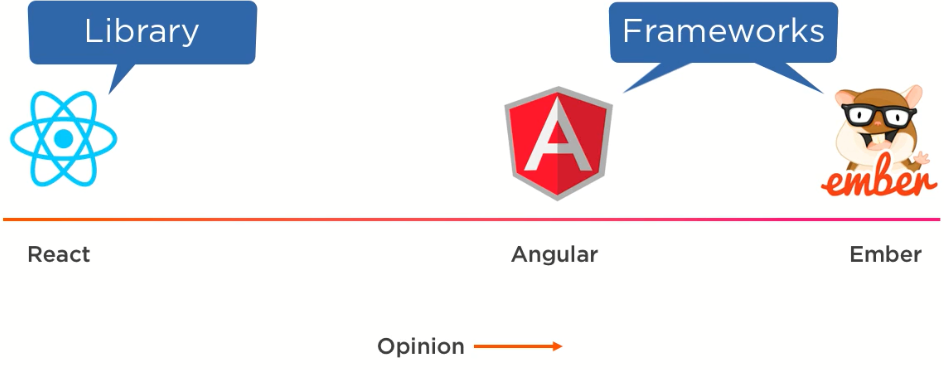 Library
Frameworks
A
ember
React
Angular
Ember
Opinion